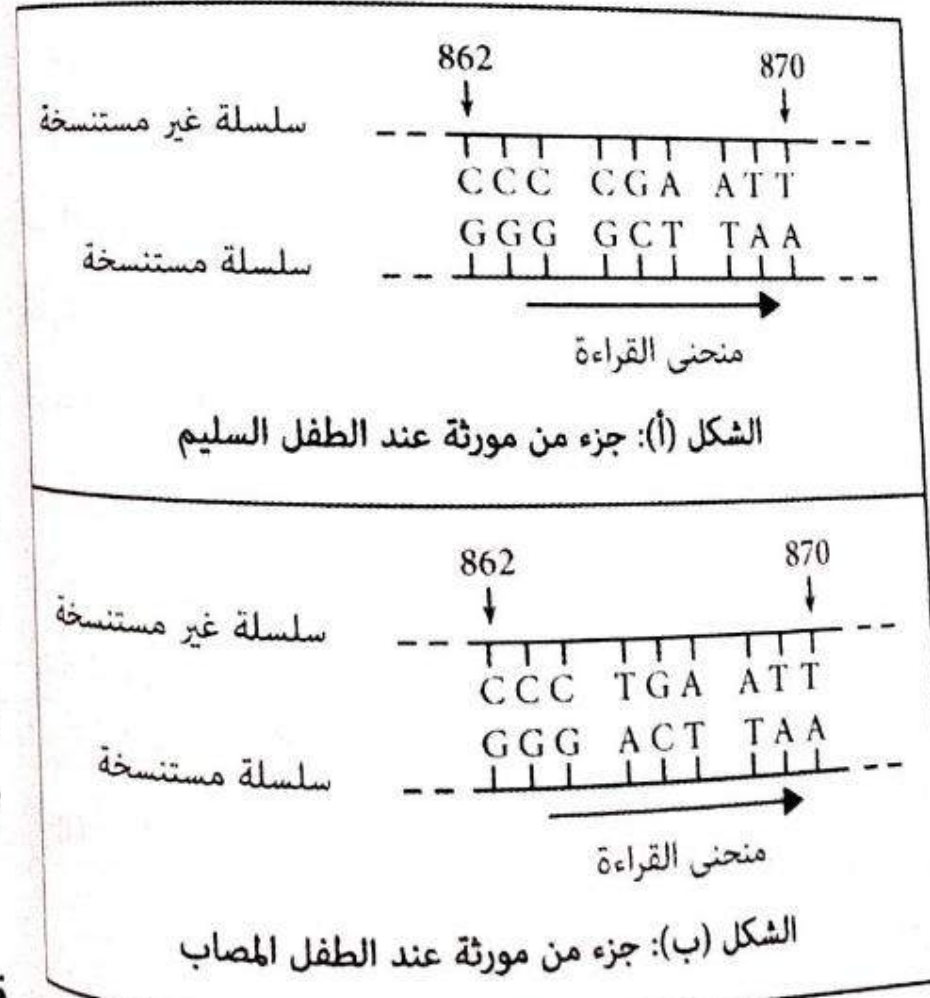 862 870
سلسلة غير مستنسخة
CCC CGA ATT
GGG GCT TAA
سلسلة مستنسخة
منحنى القراءة
الشكل (أ): جزء من مورثة عند الطفل السليم
862 870
سلسلة غير مستنسخة
CCC TGA ATT
GGG ACT TAA
سلسلة مستنسخة
منحنى القراءة
الشكل (ب): جزء من مورثة عند الطفل المصاب